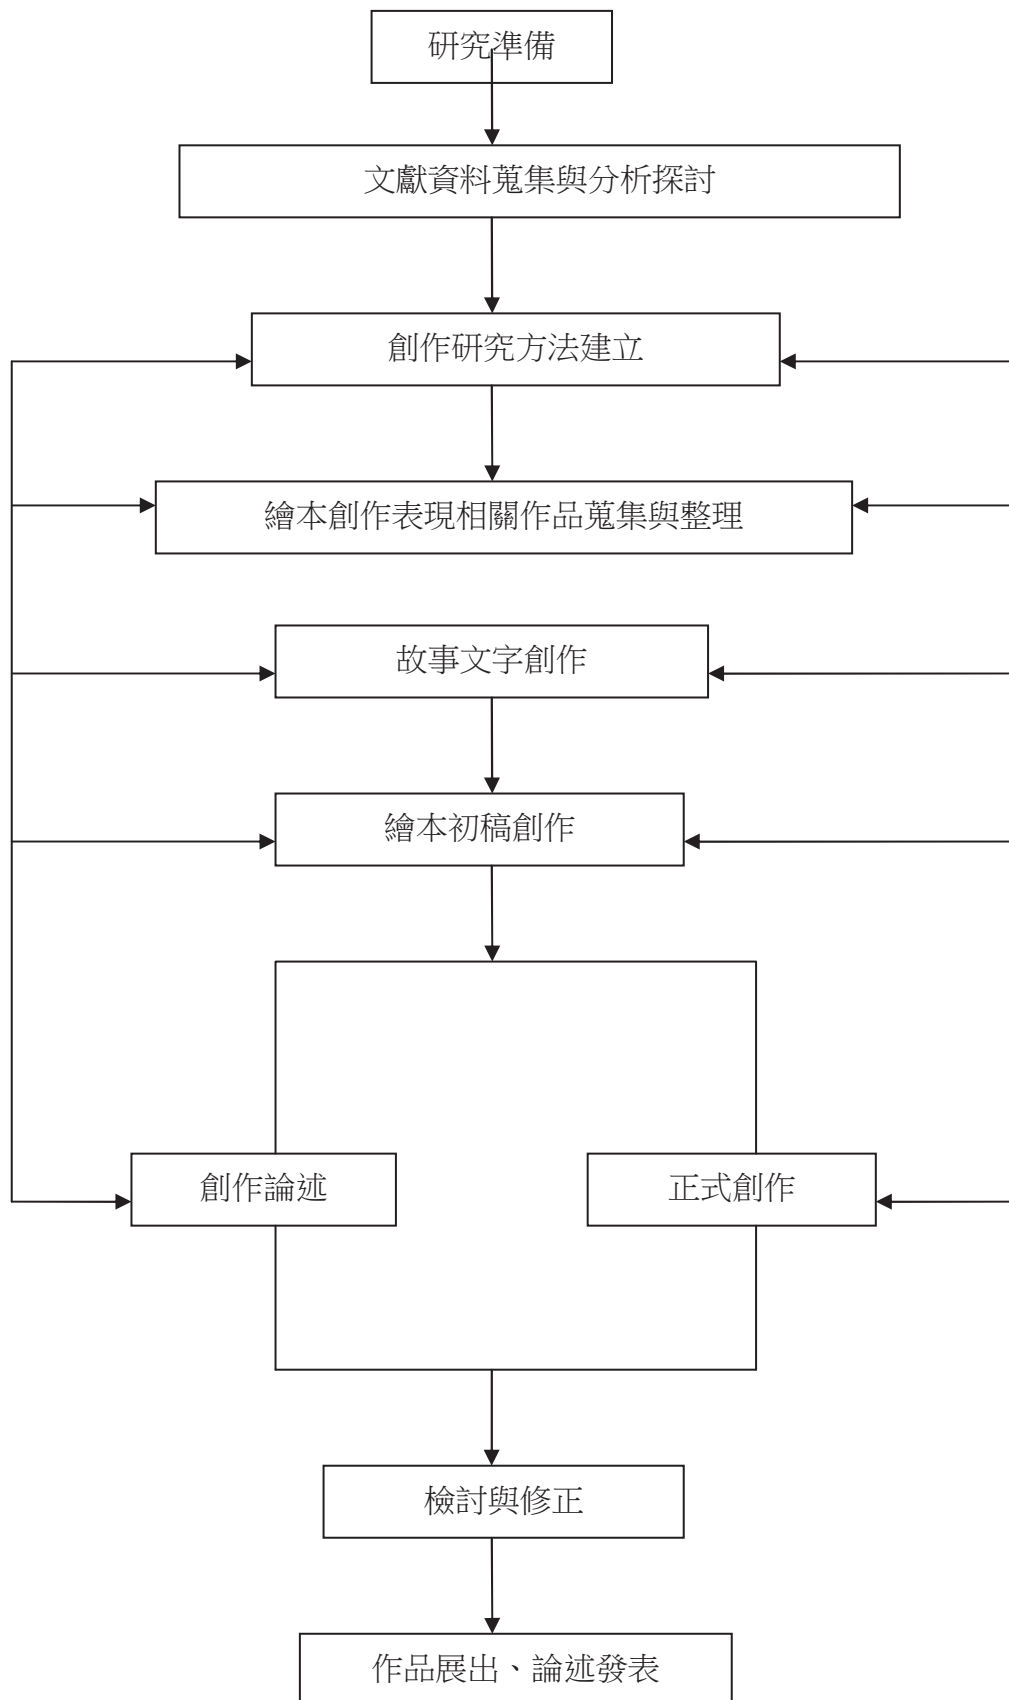 研究準備
文獻資料蒐集與分析探討
創作研究方法建立
繪本創作表現相關作品蒐集與整理
故事文字創作
繪本初稿創作
創作論述
正式創作
檢討與修正
作品展出、論述發表